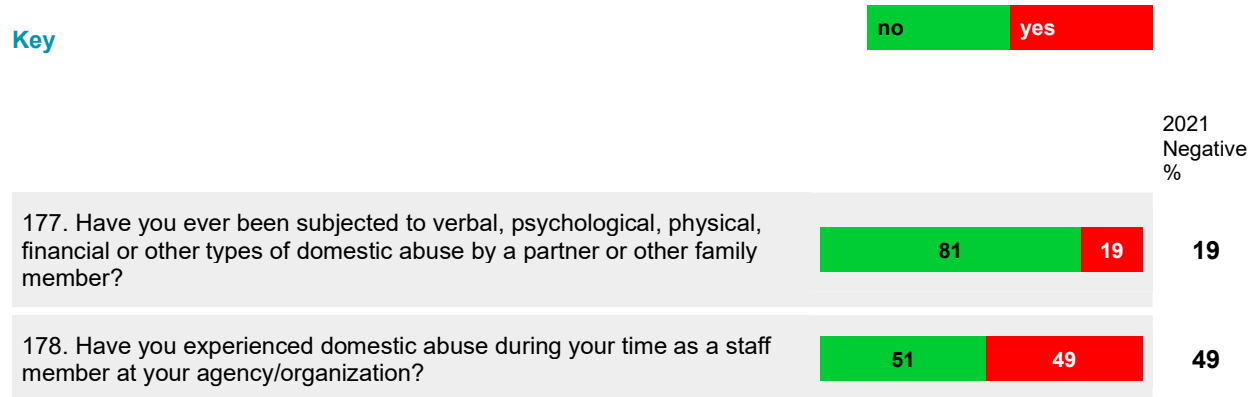 Key
no yes
2021
Negative
%
177. Have you ever been subjected to verbal, psychological, physical,
financial or other types of domestic abuse by a partner or other family
member?
81 19 19
178. Have you experienced domestic abuse during your time as a staff
member at your agency/organization?
51 49 49